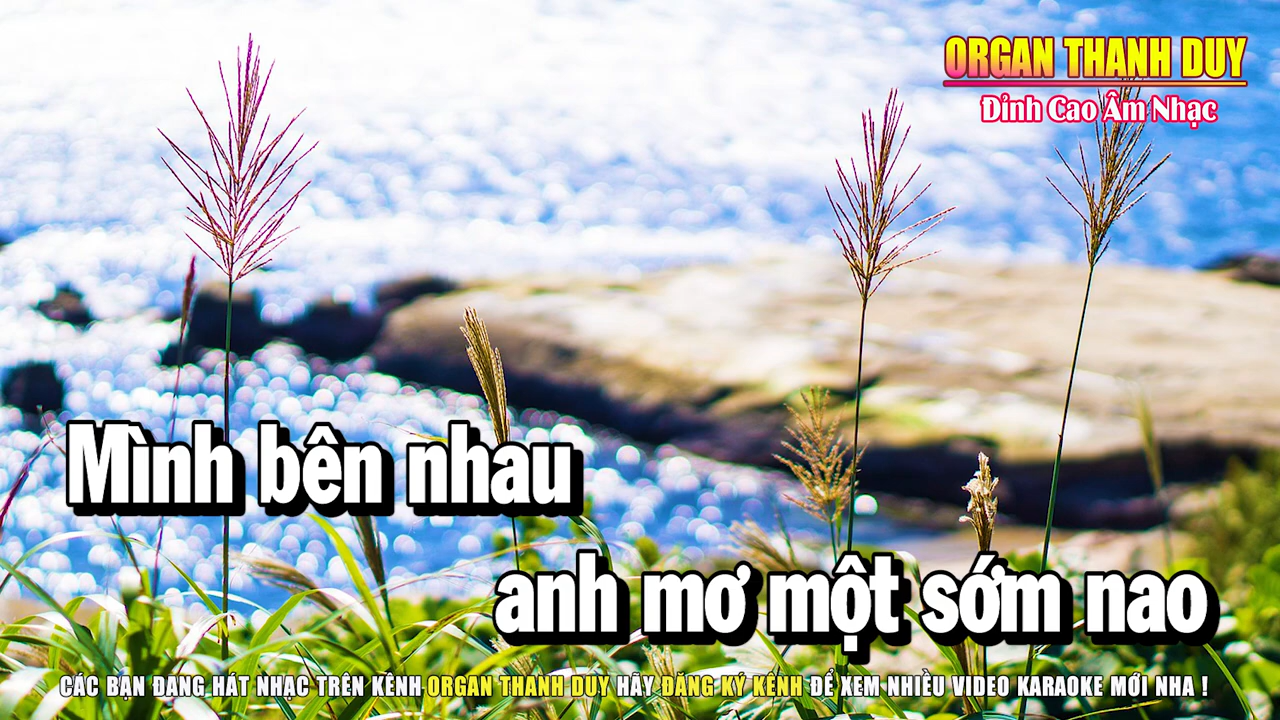 ORGAN THANH DUY
Đỉnh Cao Âm Nhạc
Mình bên nhau
anh mơ một sớm nao
CÁC BẠN ĐANG HÁT NHẠC TRÊN KÊNH ORGAN THANH DUY HÃY ĐĂNG KÝ KÊNH ĐỂ XEM NHIỀU VIDEO KARAOKE MỚI NHA !